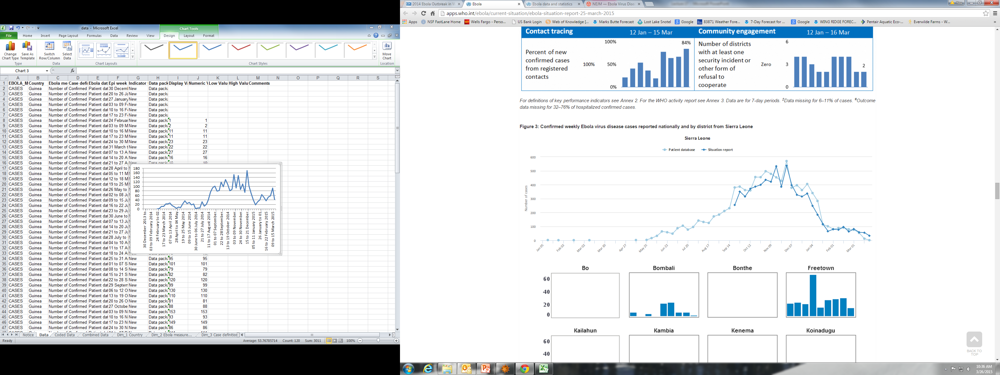 data - Microsoft Excel
Chart Tools
File Home Insert Page Layout Formulas Data Review View Design Layout Format
Change Chart Type
Save As Template
Switch Row/Column
Select Data
Move Chart
Type Data Chart Layouts Chart Styles Location
Chart 3 fx
A B C D E F G H I J K L M N O P Q R S
1 EBOLA_M Country Ebola me Case defi Ebola dat Epi week Indicator Data pack Display Va Numeric V Low Valu High Valu Comments
2 CASES Guinea Number of Confirmed Patient dat 30 Decem New Data packa
3 CASES Guinea Number of Confirmed Patient dat 20 to 26 Ja New Data packa
4 CASES Guinea Number of Confirmed Patient dat 27 January New Data packa
5 CASES Guinea Number of Confirmed Patient dat 03 to 09 F New Data packa
6 CASES Guinea Number of Confirmed Patient dat 10 to 16 F New Data packa
7 CASES Guinea Number of Confirmed Patient dat 17 to 23 F New Data packa
8 CASES Guinea Number of Confirmed Patient dat 24 Februar New Data packa 1 1
9 CASES Guinea Number of Confirmed Patient dat 03 to 09 M New Data packa 2 2
10 CASES Guinea Number of Confirmed Patient dat 10 to 16 M New Data packa 11 11
11 CASES Guinea Number of Confirmed Patient dat 17 to 23 M New Data packa 11 11
12 CASES Guinea Number of Confirmed Patient dat 24 to 30 M New Data packa 23 23
13 CASES Guinea Number of Confirmed Patient dat 31 March t New Data packa 22 22
14 CASES Guinea Number of Confirmed Patient dat 07 to 13 A New Data packa 27 27
15 CASES Guinea Number of Confirmed Patient dat 14 to 20 A New Data packa 16 16
16 CASES Guinea Number of Confirmed Patient dat 21 to 27 A
17 CASES Guinea Number of Confirmed Patient dat 28 April to
18 CASES Guinea Number of Confirmed Patient dat 05 to 11 M
19 CASES Guinea Number of Confirmed Patient dat 12 to 18 M
20 CASES Guinea Number of Confirmed Patient dat 19 to 25 M
21 CASES Guinea Number of Confirmed Patient dat 26 May to
22 CASES Guinea Number of Confirmed Patient dat 02 to 08 Ju
23 CASES Guinea Number of Confirmed Patient dat 09 to 15 Ju
24 CASES Guinea Number of Confirmed Patient dat 16 to 22 Ju
25 CASES Guinea Number of Confirmed Patient dat 23 to 29 Ju
26 CASES Guinea Number of Confirmed Patient dat 30 June to
27 CASES Guinea Number of Confirmed Patient dat 07 to 13 Ju
28 CASES Guinea Number of Confirmed Patient dat 14 to 20 Ju
29 CASES Guinea Number of Confirmed Patient dat 21 to 27 Ju
30 CASES Guinea Number of Confirmed Patient dat 28 July to
31 CASES Guinea Number of Confirmed Patient dat 04 to 10 A
32 CASES Guinea Number of Confirmed Patient dat 11 to 17 A
33 CASES Guinea Number of Confirmed Patient dat 18 to 24 A
34 CASES Guinea Number of Confirmed Patient dat 25 to 31 A New Data packa 95 95
35 CASES Guinea Number of Confirmed Patient dat 01 to 07 S New Data packa 101 101
36 CASES Guinea Number of Confirmed Patient dat 08 to 14 S New Data packa 79 79
37 CASES Guinea Number of Confirmed Patient dat 15 to 21 S New Data packa 82 82
38 CASES Guinea Number of Confirmed Patient dat 22 to 28 S New Data packa 120 120
39 CASES Guinea Number of Confirmed Patient dat 29 Septem New Data packa 99 99
40 CASES Guinea Number of Confirmed Patient dat 06 to 12 O New Data packa 130 130
41 CASES Guinea Number of Confirmed Patient dat 13 to 19 O New Data packa 110 110
42 CASES Guinea Number of Confirmed Patient dat 20 to 26 O New Data packa 81 81
43 CASES Guinea Number of Confirmed Patient dat 27 Octobe New Data packa 88 88
44 CASES Guinea Number of Confirmed Patient dat 03 to 09 N New Data packa 153 153
45 CASES Guinea Number of Confirmed Patient dat 10 to 16 N New Data packa 93 93
46 CASES Guinea Number of Confirmed Patient dat 17 to 23 N New Data packa 149 149
47 CASES Guinea Number of Confirmed Patient dat 24 to 30 N New Data packa 86 86
180
160
140
120
100
80
60
40
20
0
30 December 2013 to...
03 to 09 February 2014
24 February to 02...
17 to 23 March 2014
07 to 13 April 2014
28 April to 04 May...
19 to 25 May 2014
09 to 15 June 2014
30 June to 06 July 2014
21 to 27 July 2014
11 to 17 August 2014
01 to 07 September...
22 to 28 September...
13 to 19 October 2014
03 to 09 November...
24 to 30 November...
15 to 21 December...
05 to 11 January 2015
26 January to 01...
16 to 22 February 2015
09 to 15 March 2015
Notice Data Coded Data Combined Data Dim_1 Country Dim_2 Ebola measure... Dim_3 Case definition
Ready Average: 53.76785714 Count: 120 Sum: 3011 100%
2014 Ebola Outbreak in W Ebola Ebola data and statistics NEJM — Ebola Virus Dise You
apps.who.int/ebola/current-situation/ebola-situation-report-25-march-2015
Apps NSF FastLane Home Wells Fargo - Perso... US Bank Login Web of Knowledge [... Marks Butte Forecast Lost Lake Snotel Google 83871 Weather Fore... 7-Day Forecast for ... Google WING RIDGE FOREC... Pentair Aquatic Eco-... Everwilde Farms - W... »
Contact tracing 12 Jan – 15 Mar Community engagement 12 Jan – 16 Mar
Percent of new
confirmed cases
from registered
contacts
100%
100%
50%
0%
84%
Number of districts
with at least one
security incident or
other form of
refusal to
cooperate
Zero
6
3
0
2
For definitions of key performance indicators see Annex 2. For the WHO activity report see Annex 3. Data are for 7-day periods. ‡Data missing for 6–11% of cases. #Outcome
data missing for 32–76% of hospitalized confirmed cases.
Figure 3: Confirmed weekly Ebola virus disease cases reported nationally and by district from Sierra Leone
Sierra Leone
Patient database Situation report
Number of cases
600
500
400
300
200
100
0
Jan 05 Feb 02 Mar 02 Mar 30 Apr 27 May 25 Jun 22 Jul 20 Aug 17 Sep 14 Oct 12 Nov 09 Dec 07 Jan 04 Feb 01 Mar 01
Bo Bombali Bonthe Freetown
60
40
20
0
Kailahun Kambia Kenema Koinadugu
60
40
BACK TO
TOP
10:36 AM
3/26/2015